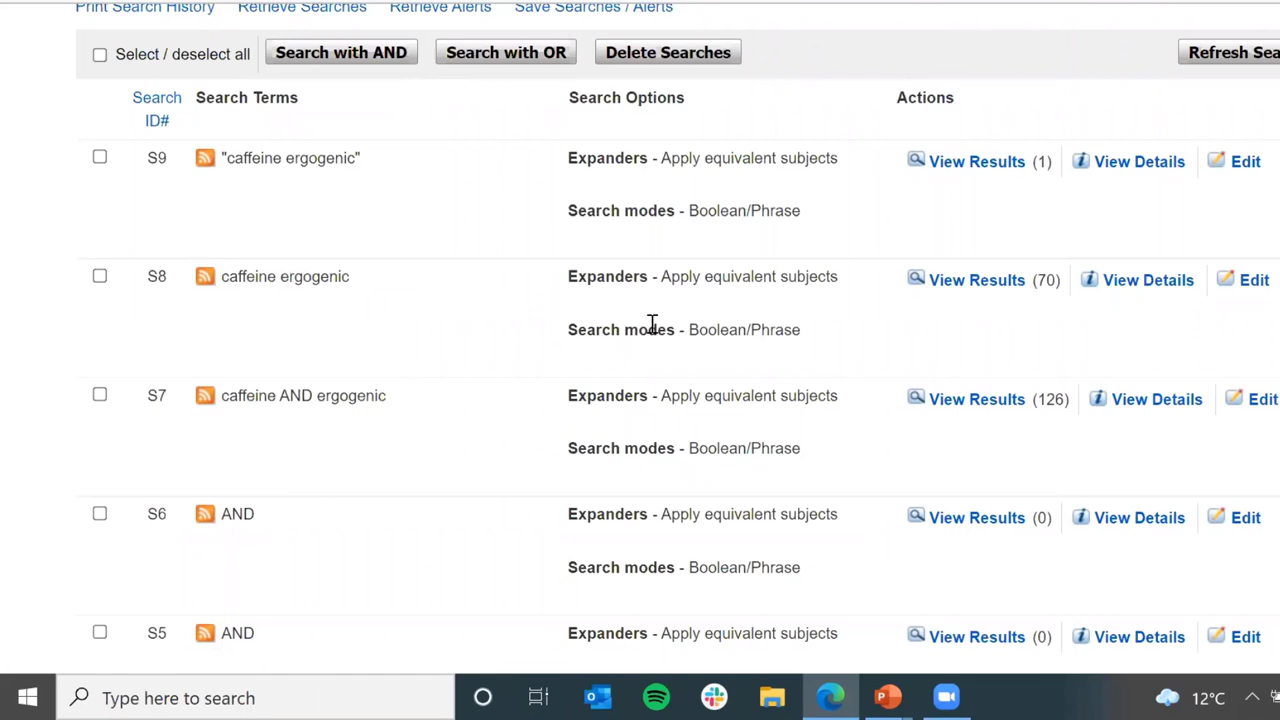 Print Search History Retrieve Searches Retrieve Alerts Save Searches / Alerts
Select / deselect all Search with AND Search with OR Delete Searches Refresh Sea
Search ID# Search Terms Search Options Actions
S9 "caffeine ergogenic" Expanders - Apply equivalent subjects View Results (1) View Details Edit
Search modes - Boolean/Phrase
S8 caffeine ergogenic Expanders - Apply equivalent subjects View Results (70) View Details Edit
Search modes - Boolean/Phrase
S7 caffeine AND ergogenic Expanders - Apply equivalent subjects View Results (126) View Details Edit
Search modes - Boolean/Phrase
S6 AND Expanders - Apply equivalent subjects View Results (0) View Details Edit
Search modes - Boolean/Phrase
S5 AND Expanders - Apply equivalent subjects View Results (0) View Details Edit
Type here to search 12°C